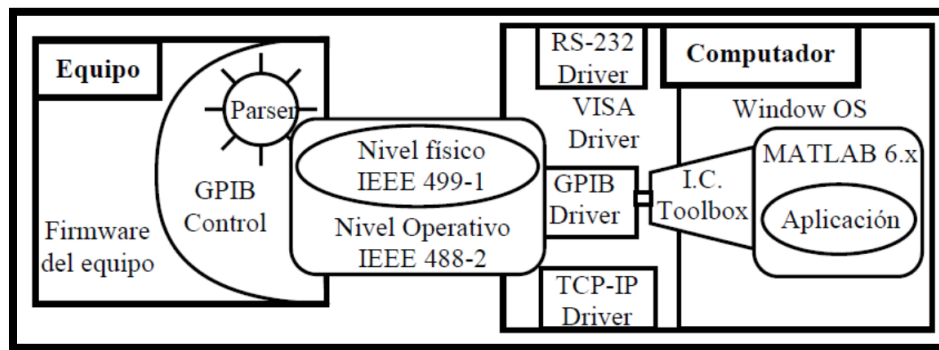 Equipo
Parser
GPIB
Control
Firmware
del equipo
Nivel físico
IEEE 499-1
Nivel Operativo
IEEE 488-2
RS-232
Driver
VISA
Driver
GPIB
Driver
TCP-IP
Driver
Computador
Window OS
I.C.
Toolbox
MATLAB 6.x
Aplicación